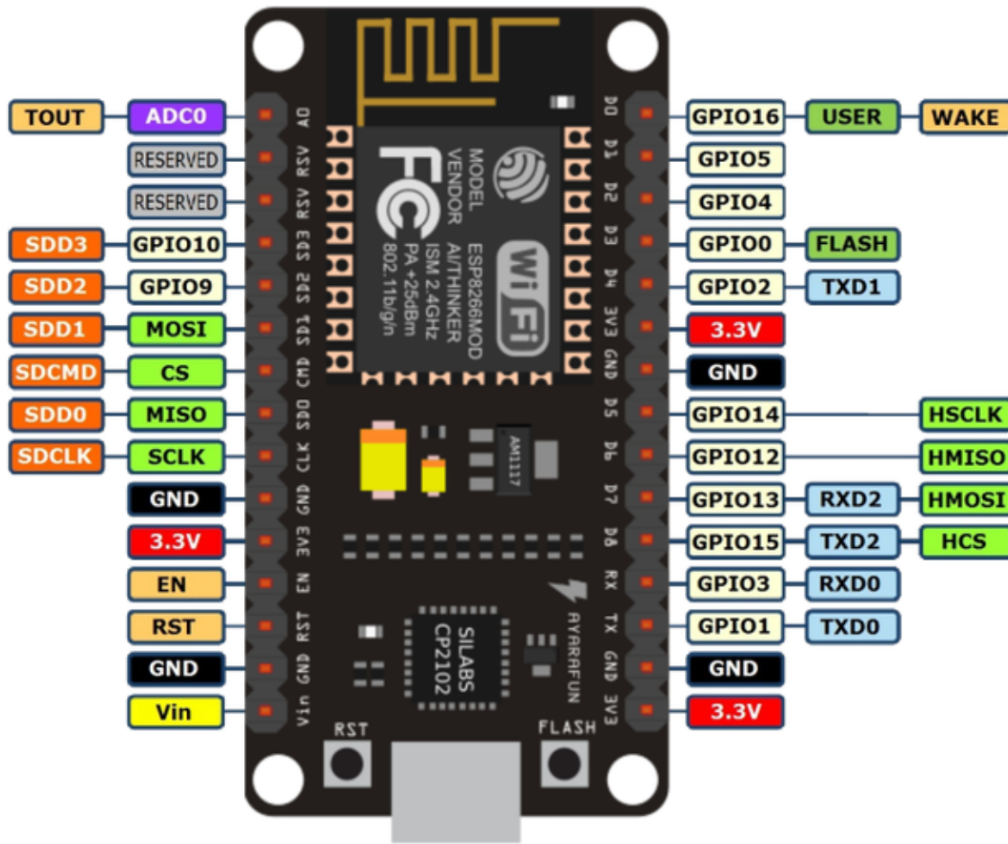 TOUT ADC0 A0 D0 GPIO16 USER WAKE
RESERVED RSV D1 GPIO5
RESERVED RSV D2 GPIO4
SDD3 GPIO10 SD3 D3 GPIO0 FLASH
SDD2 GPIO9 SD2 D4 GPIO2 TXD1
SDD1 MOSI SD1 3V3 3.3V
SDCMD CS CMD GND GND
SDD0 MISO SDO D5 GPIO14 HSCLK
SDCLK SCLK CLK D6 GPIO12 HMISO
GND GND D7 GPIO13 RXD2 HMOSI
3.3V 3V3 D8 GPIO15 TXD2 HCS
EN EN RX GPIO3 RXD0
RST RST TX GPIO1 TXD0
GND GND GND GND
Vin Vin 3V3 3.3V
FC
MODEL ESP8266MOD
VENDOR AI/THINKER
ISM 2.4GHz
PA +25dBm
802.11b/g/n
Wi Fi
AM1117
SILABS
CP2102
AYARAFUN
RST
FLASH